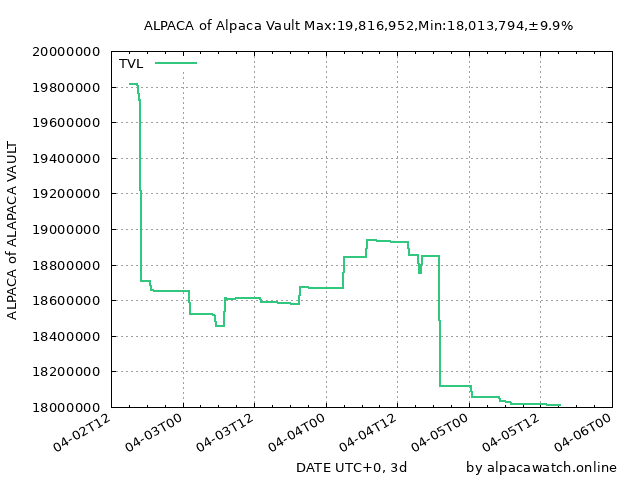 ALPACA of Alpaca Vault Max:19,816,952,Min:18,013,794,±9.9%
20000000
TVL
19800000
19600000
19400000
19200000
19000000
18800000
18600000
18400000
18200000
18000000
ALPACA of ALAPACA VAULT
04-02T12
04-03T00
04-03T12
04-04T00
04-04T12
04-05T00
04-05T12
04-06T00
DATE UTC+0, 3d
by alpacawatch.online